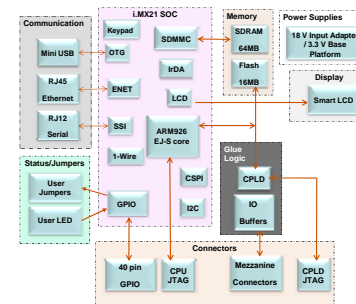 Communication
i.MX21 SOC
Memory
Power Supplies
Keypad
SDMMC
SDRAM
64MB
18 V Input Adapte
/ 3.3 V Base
Platform
Mini USB
OTG
IrDA
Flash
16MB
Display
RJ45
Ethernet
ENET
LCD
Smart LCD
RJ12
Serial
SSI
ARM926
EJ-S core
Glue
Logic
1-Wire
Status/Jumpers
CSPI
CPLD
User
Jumpers
GPIO
IO
Buffers
User LED
I2C
Connectors
40 pin
GPIO
CPU
JTAG
Mezzanine
Connectors
CPLD
JTAG